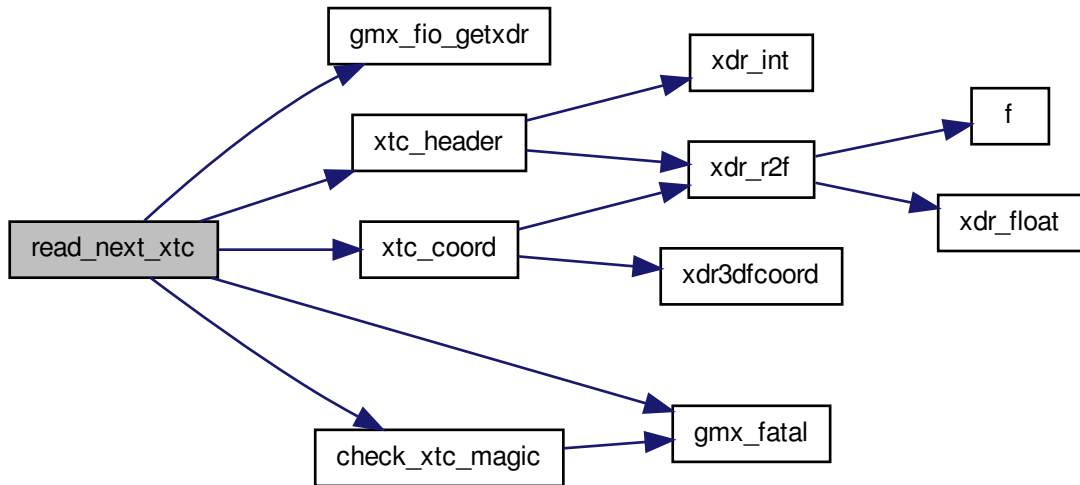 gmx_fio_getxdr
xdr_int
xtc_header
f
xdr_r2f
xdr_float
read_next_xtc
xtc_coord
xdr3dfcoord
gmx_fatal
check_xtc_magic